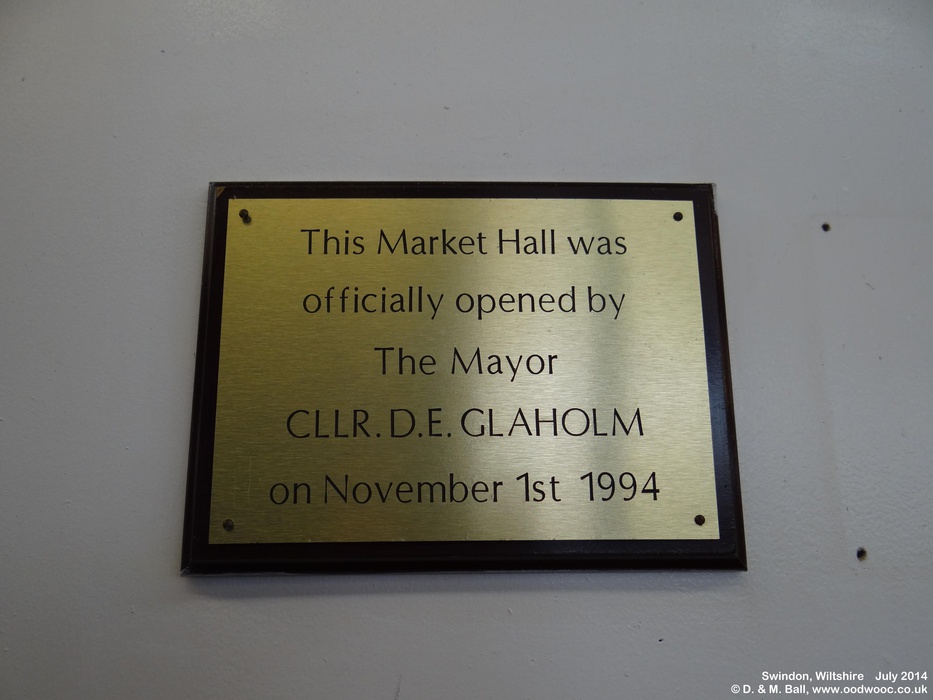 This Market Hall was
officially opened by
The Mayor
CLLR. D.E. GLAHOLM
on November 1st 1994
Swindon, Wiltshire July 2014
© D. & M. Ball, www.oodwooc.co.uk